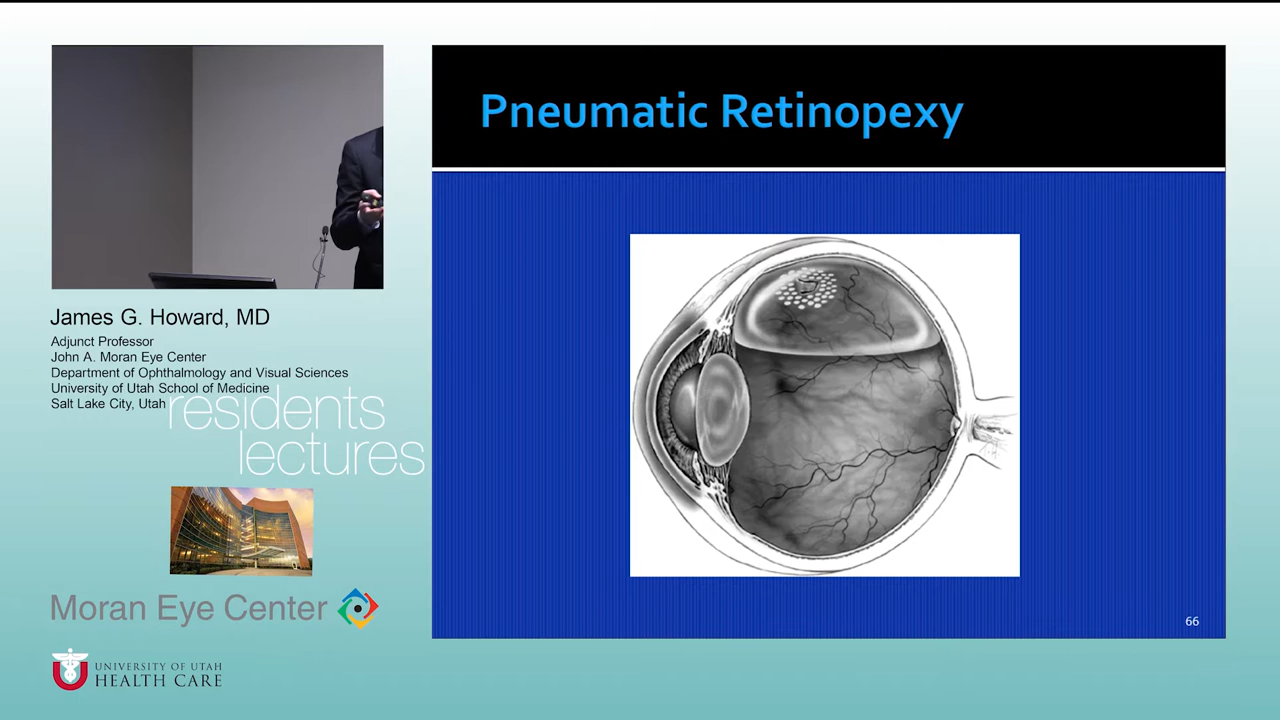 Pneumatic Retinopexy
James G. Howard, MD
Adjunct Professor
John A. Moran Eye Center
Department of Ophthalmology and Visual Sciences
University of Utah School of Medicine
Salt Lake City, Utah
residents
lectures
Moran Eye Center
UNIVERSITY OF UTAH
HEALTH CARE
66